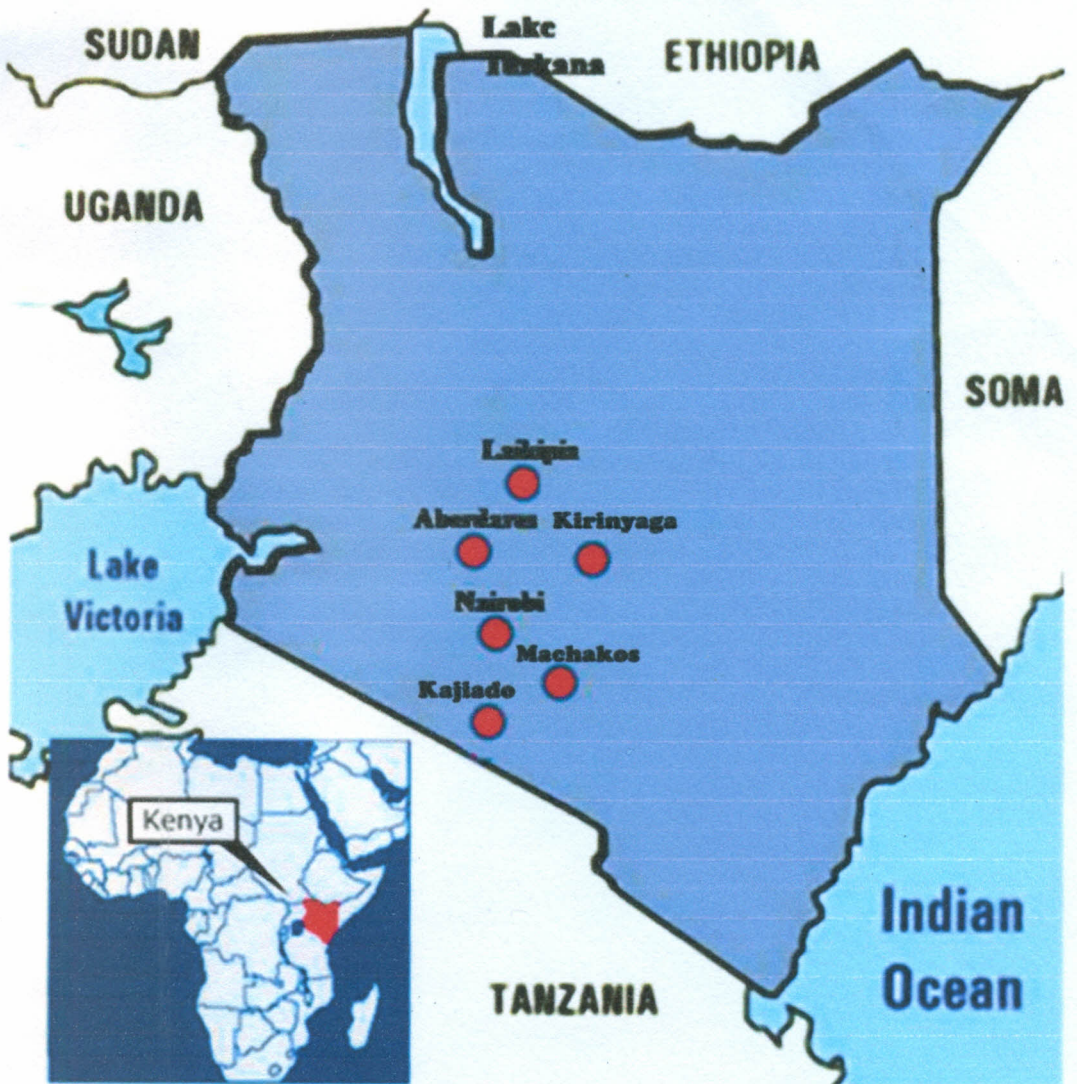 SUDAN
Lake
Turkana
ETHIOPIA
UGANDA
SOMA
Laikipia
Aberdares Kirinyaga
Lake
Victoria
Nairobi
Machakos
Kajiado
Kenya
Indian
Ocean
TANZANIA